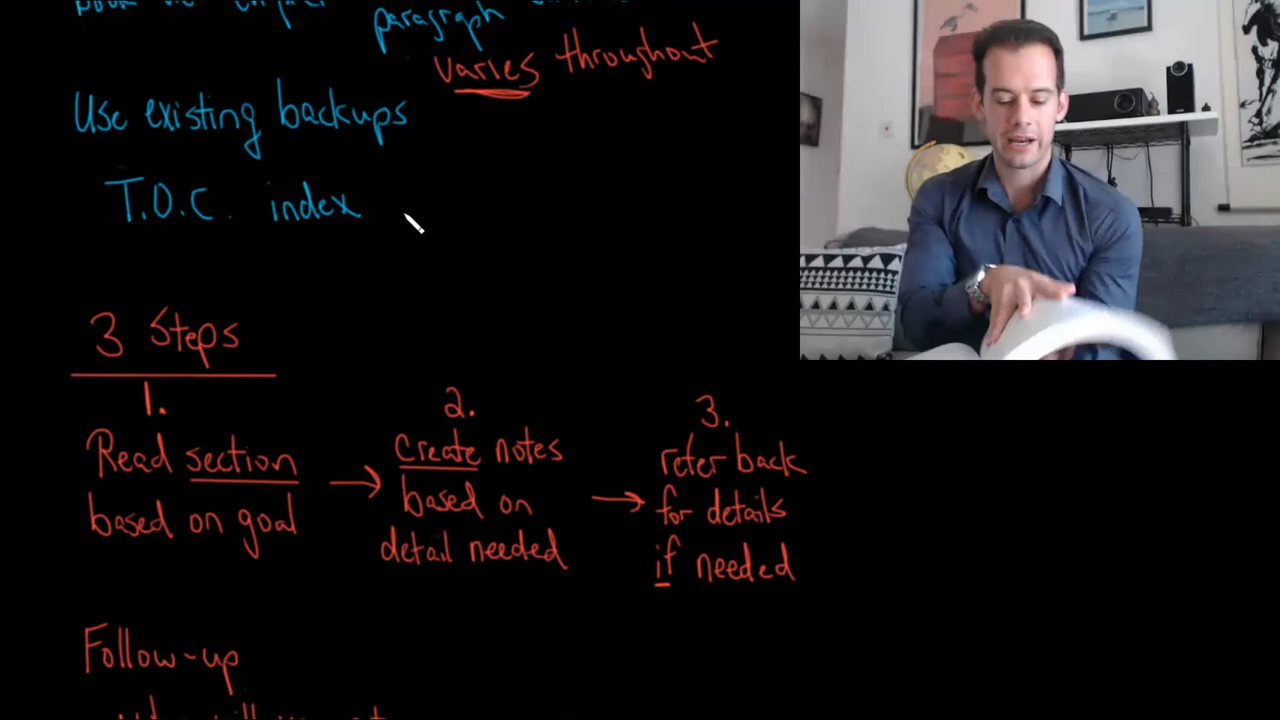 paragraph
varies throughout
Use existing backups
T.O.C. index
3 Steps
1.
Read section
based on goal
2.
create notes
based on
detail needed
3.
refer back
for details
if needed
Follow-up